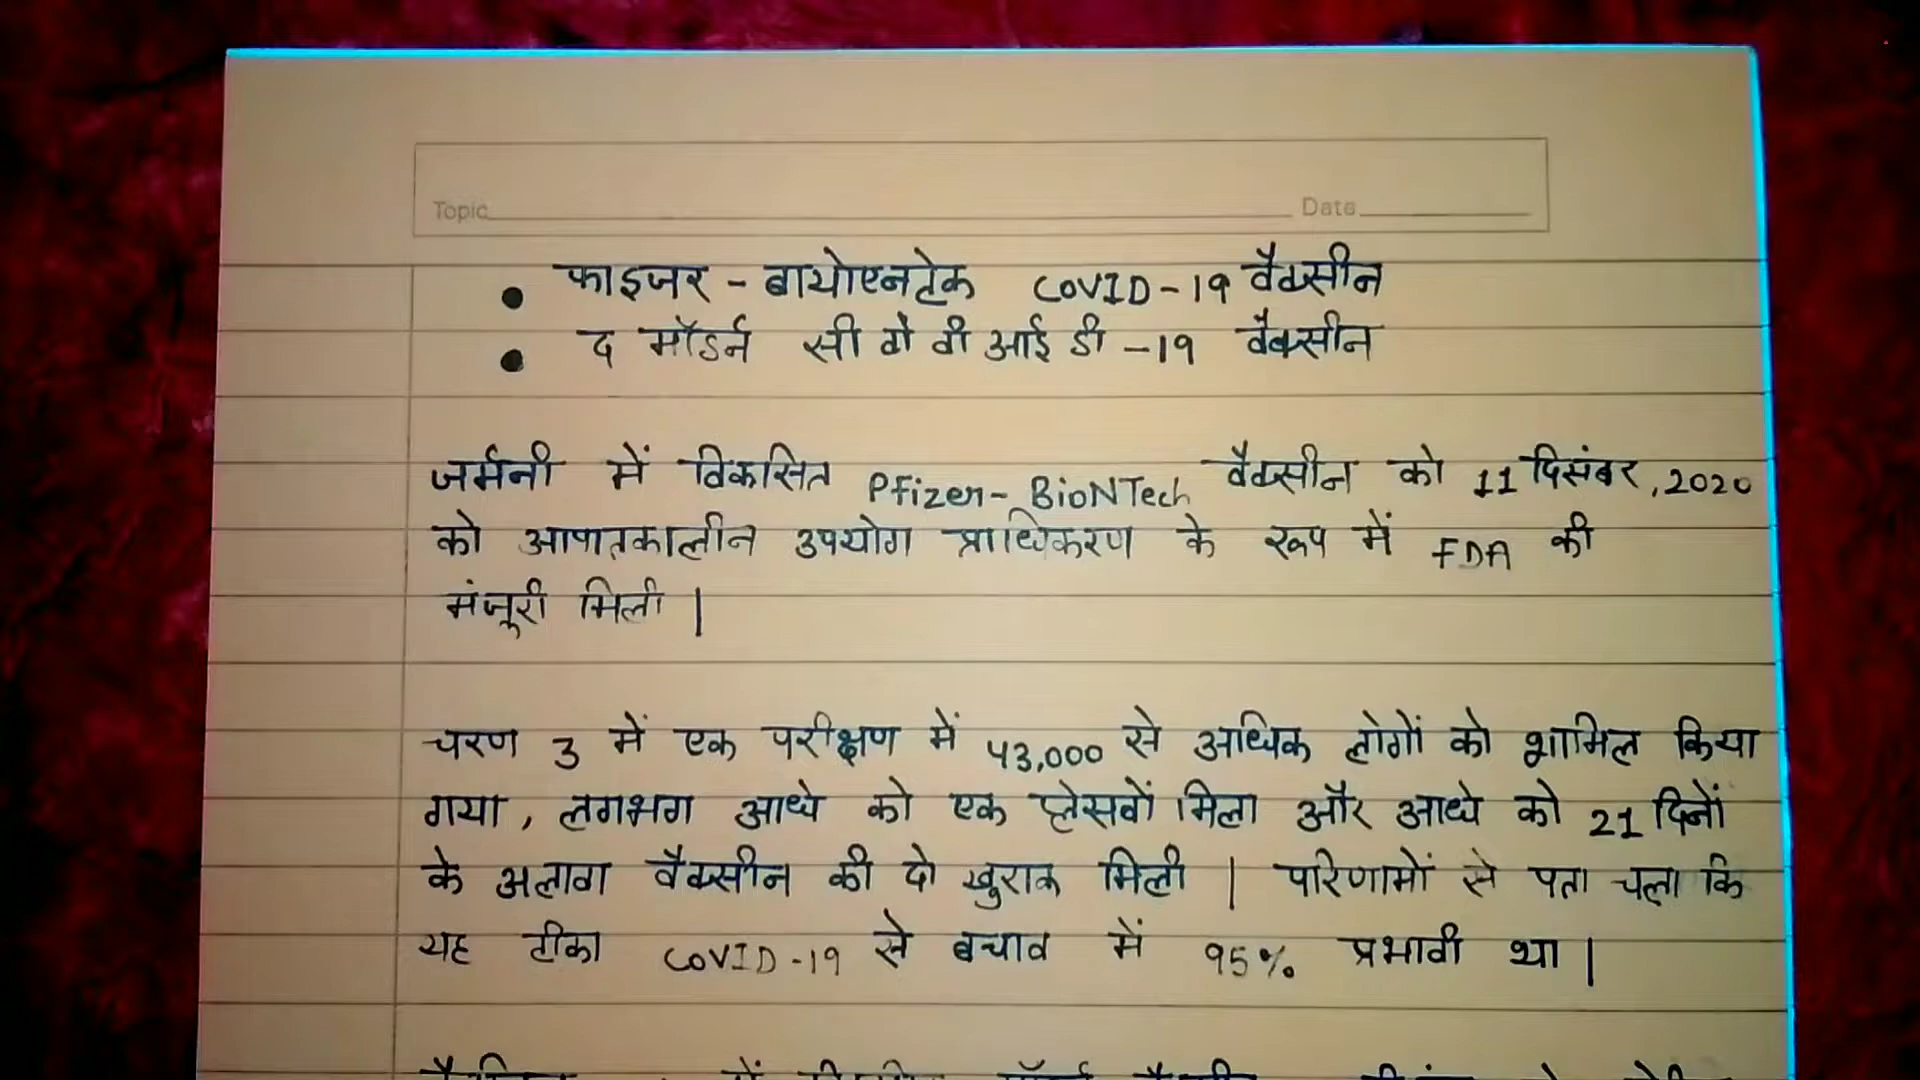 Topic Date
• फाइजर - बायोएनटेक COVID-19 वैक्सीन
• द मॉडर्न सी वो वी आई डी -19 वैक्सीन
जर्मनी में विकसित Pfizer-BioNTech वैक्सीन को 11 दिसंबर, 2020
को आपातकालीन उपयोग प्राधिकरण के रूप में FDA की
मंजूरी मिली |
चरण 3 में एक परीक्षण में 43,000 से अधिक लोगों को शामिल किया
गया, लगभग आधे को एक प्लेसबों मिला और आधे को 21 दिनों
के अलावा वैक्सीन की दो खुराक मिली | परिणामों से पता चला कि
यह टीका COVID-19 से बचाव में 95% प्रभावी था |